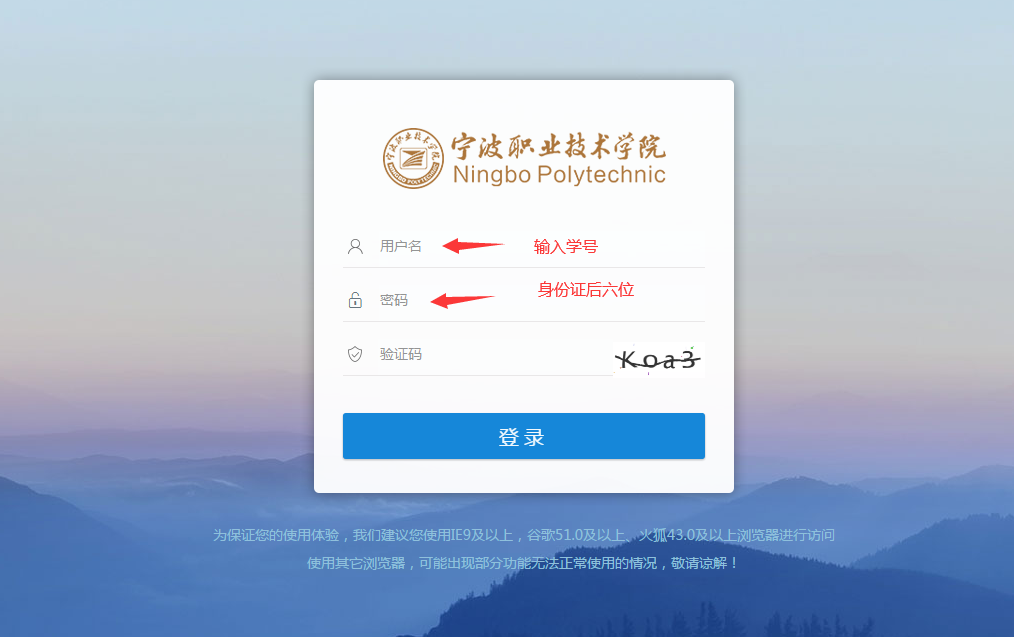 宁波职业技术学院
Ningbo Polytechnic
用户名 输入学号
身份证后六位
密码
验证码 Koa3
登录
为保证您的使用体验，我们建议您使用IE9及以上，谷歌51.0及以上、火狐43.0及以上浏览器进行访问
使用其它浏览器，可能出现部分功能无法正常使用的情况，敬请谅解！